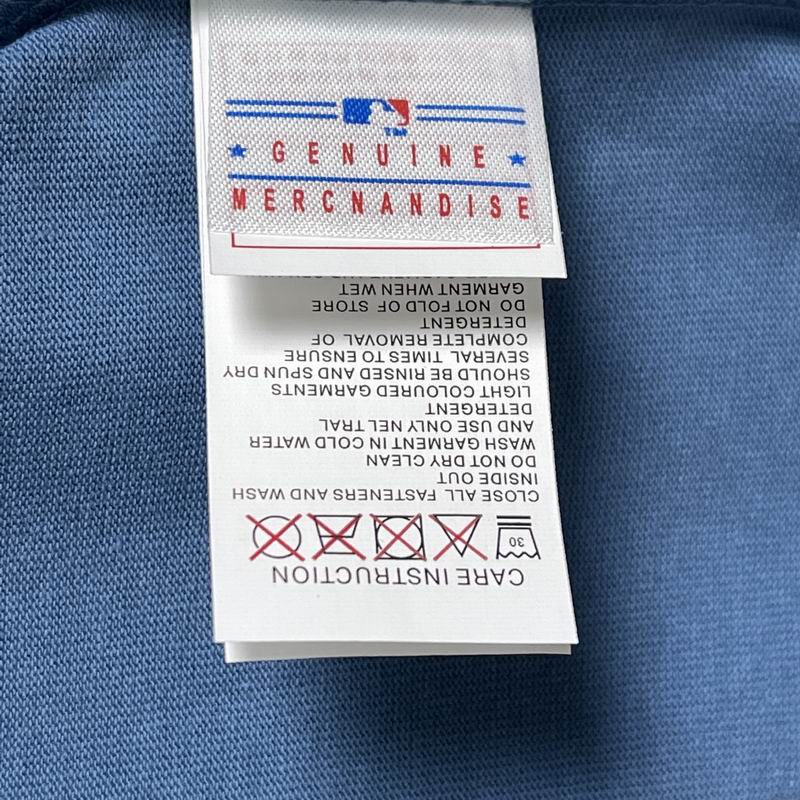 GENUINE
MERCNANDISE
CARE INSTRUCTION
30
CLOSE ALL FASTENERS AND WASH
INSIDE OUT
DO NOT DRY CLEAN
WASH GARMENT IN COLD WATER
AND USE ONLY NEL TRAL
DETERGENT
LIGHT COLOURED GARMENTS
SHOULD BE RINSED AND SPUN DRY
SEVERAL TIMES TO ENSURE
COMPLETE REMOVAL OF
DETERGENT
DO NOT FOLD OF STORE
GARMENT WHEN WET